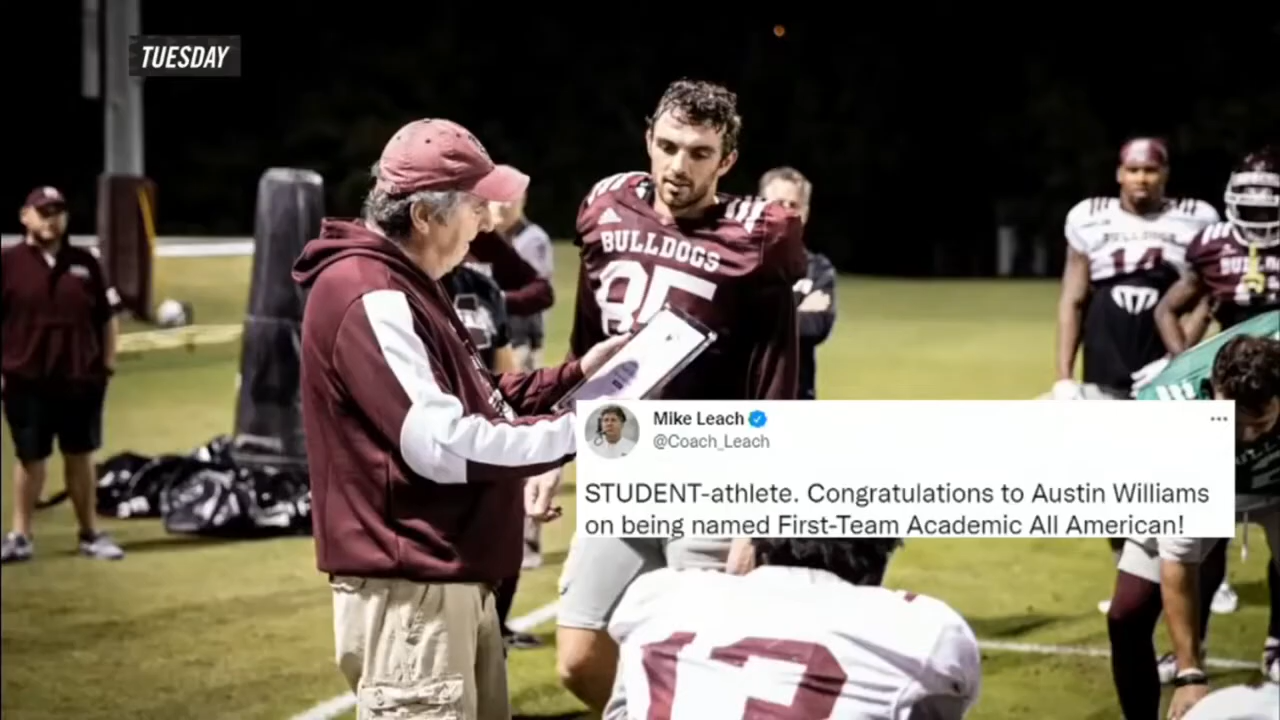 TUESDAY
BULLDOGS
85
14
Mike Leach
@Coach_Leach
STUDENT-athlete. Congratulations to Austin Williams
on being named First-Team Academic All American!